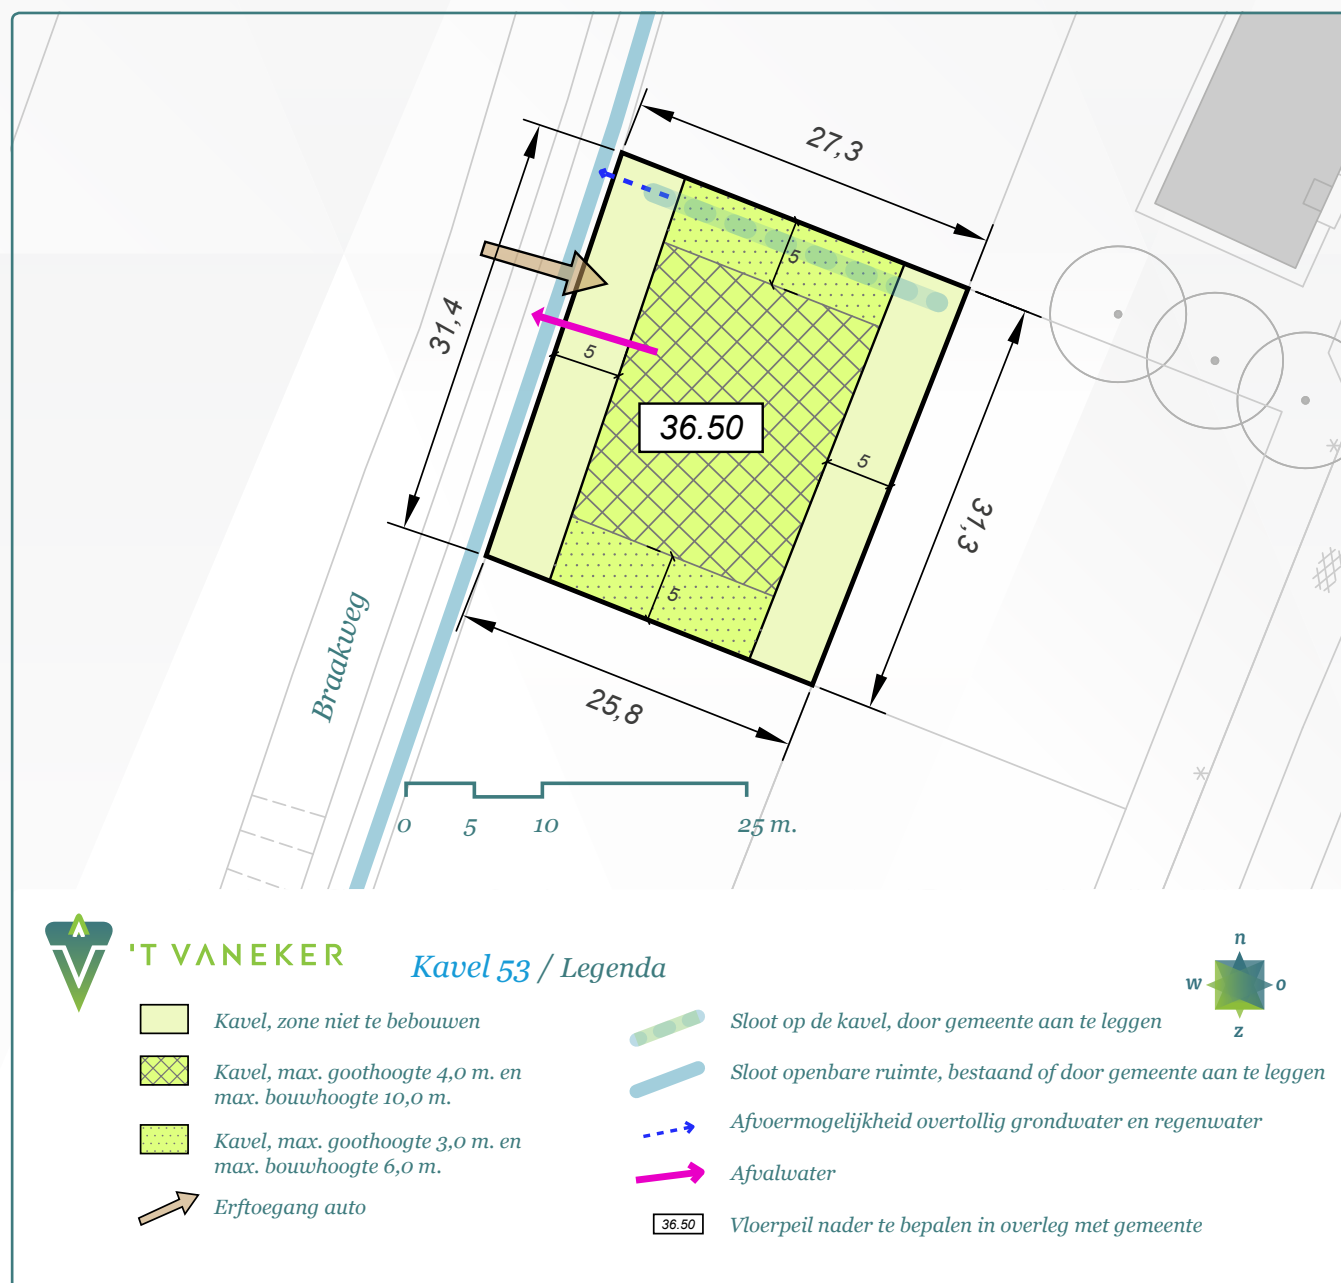 27,3
5
31,4
5
36.50
5
31,3
5
25,8
Braakweg
0 5 10 25 m.
'T VANEKER
Kavel 53 / Legenda
n
w o
z
Kavel, zone niet te bebouwen
Kavel, max. goothoogte 4,0 m. en
max. bouwhoogte 10,0 m.
Kavel, max. goothoogte 3,0 m. en
max. bouwhoogte 6,0 m.
Erftoegang auto
Sloot op de kavel, door gemeente aan te leggen
Sloot openbare ruimte, bestaand of door gemeente aan te leggen
Afvoermogelijkheid overtollig grondwater en regenwater
Afvalwater
36.50 Vloerpeil nader te bepalen in overleg met gemeente